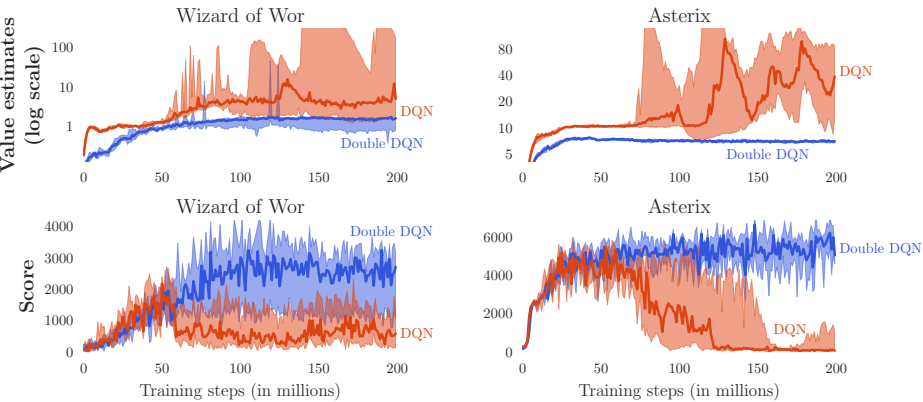 Wizard of Wor
Asterix
Value estimates
(log scale)
100
10
1
DQN
Double DQN
0 50 100 150 200
80
40
20
10
5
DQN
Double DQN
0 50 100 150 200
Wizard of Wor
Asterix
Score
4000
3000
2000
1000
0
Double DQN
DQN
0 50 100 150 200
Training steps (in millions)
6000
4000
2000
0
Double DQN
DQN
0 50 100 150 200
Training steps (in millions)